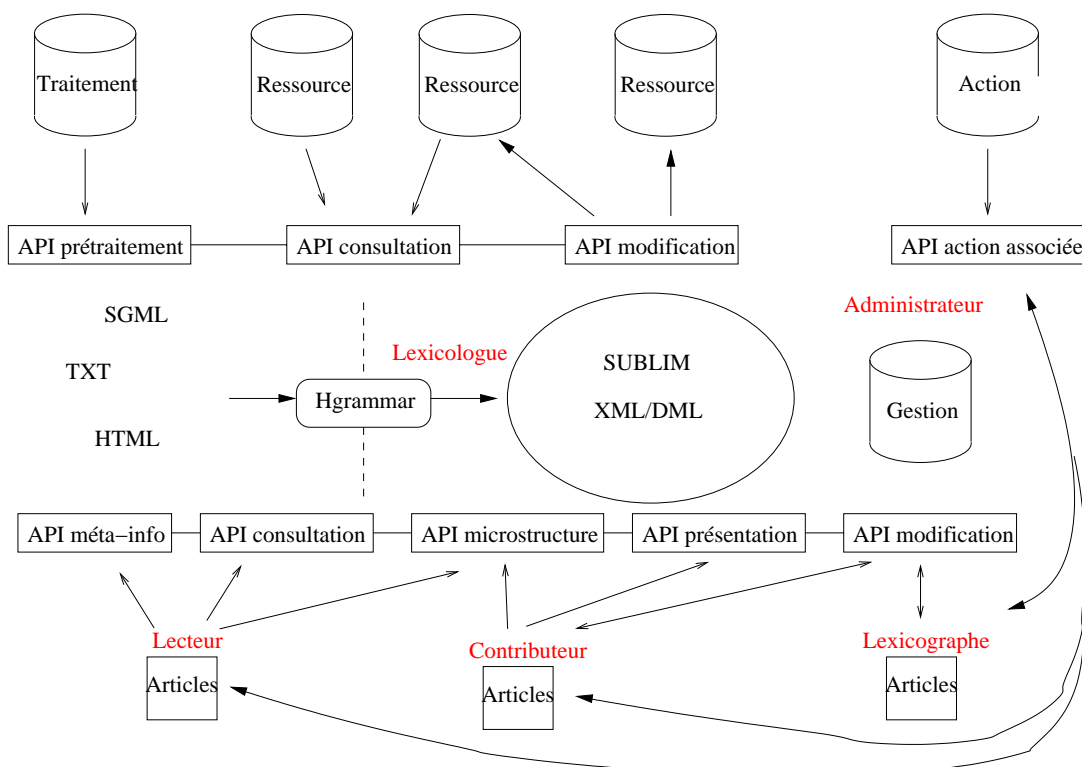 Traitement
Ressource
Ressource
Ressource
Action
API prétraitement
API consultation
API modification
API action associée
SGML
Administrateur
Lexicologue
SUBLIM
TXT
Hgrammar
XML/DML
Gestion
HTML
API méta−info
API consultation
API microstructure
API présentation
API modification
Lecteur
Contributeur
Lexicographe
Articles
Articles
Articles